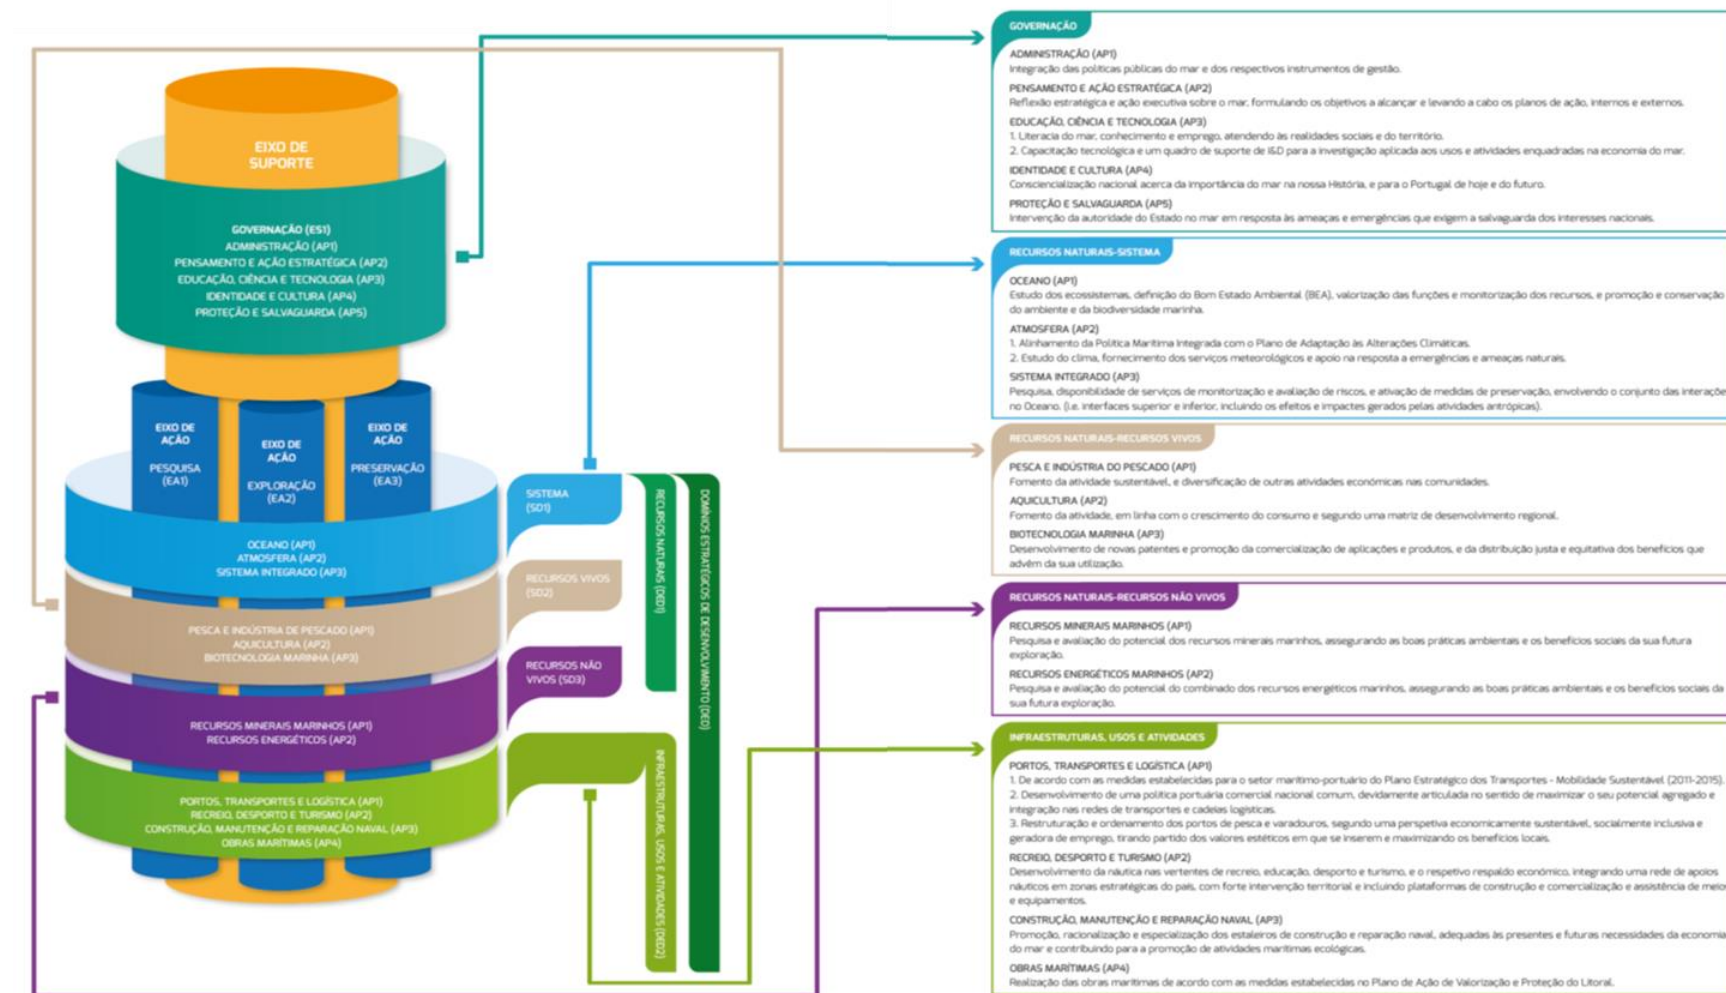 EIXO DE
SUPORTE
GOVERNAÇÃO (ES1)
ADMINISTRAÇÃO (AP1)
PENSAMENTO E AÇÃO ESTRATÉGICA (AP2)
EDUCAÇÃO, CIÊNCIA E TECNOLOGIA (AP3)
IDENTIDADE E CULTURA (AP4)
PROTEÇÃO E SALVAGUARDA (AP5)
EIXO DE
AÇÃO
PESQUISA
(EA1)
EIXO DE
AÇÃO
EXPLORAÇÃO
(EA2)
EIXO DE
AÇÃO
PRESERVAÇÃO
(EA3)
OCEANO (AP1)
ATMOSFERA (AP2)
SISTEMA INTEGRADO (AP3)
PESCA E INDÚSTRIA DE PESCADO (AP1)
AQUICULTURA (AP2)
BIOTECNOLOGIA MARINHA (AP3)
RECURSOS MINERAIS MARINHOS (AP1)
RECURSOS ENERGÉTICOS (AP2)
PORTOS, TRANSPORTES E LOGÍSTICA (AP1)
RECREIO, DESPORTO E TURISMO (AP2)
CONSTRUÇÃO, MANUTENÇÃO E REPARAÇÃO NAVAL (AP3)
OBRAS MARÍTIMAS (AP4)
SISTEMA
(SD1)
RECURSOS VIVOS
(SD2)
RECURSOS NÃO
VIVOS (SD3)
RECURSOS NATURAIS (DED1)
INFRAESTRUTURAS, USOS E ATIVIDADES (DED2)
DOMÍNIOS ESTRATÉGICOS DE DESENVOLVIMENTO (DED)
GOVERNAÇÃO
ADMINISTRAÇÃO (AP1)
Integração das políticas públicas do mar e dos respectivos instrumentos de gestão.
PENSAMENTO E AÇÃO ESTRATÉGICA (AP2)
Reflexão estratégica e ação executiva sobre o mar, formulando os objetivos a alcançar e levando a cabo os planos de ação, internos e externos.
EDUCAÇÃO, CIÊNCIA E TECNOLOGIA (AP3)
1. Literacia do mar, conhecimento e emprego, atendendo às realidades sociais e do território.
2. Capacitação tecnológica e um quadro de suporte de I&D para a investigação aplicada aos usos e atividades enquadradas na economia do mar.
IDENTIDADE E CULTURA (AP4)
Consciencialização nacional acerca da importância do mar na nossa História, e para o Portugal de hoje e do futuro.
PROTEÇÃO E SALVAGUARDA (AP5)
Intervenção da autoridade do Estado no mar em resposta às ameaças e emergências que exigem a salvaguarda dos interesses nacionais.
RECURSOS NATURAIS-SISTEMA
OCEANO (AP1)
Estudo dos ecossistemas, definição do Bom Estado Ambiental (BEA), valorização das funções e monitorização dos recursos, e promoção e conservação
do ambiente e da biodiversidade marinha.
ATMOSFERA (AP2)
1. Alinhamento da Política Marítima Integrada com o Plano de Adaptação às Alterações Climáticas.
2. Estudo do clima, fornecimento dos serviços meteorológicos e apoio na resposta a emergências e ameaças naturais.
SISTEMA INTEGRADO (AP3)
Pesquisa, disponibilidade de serviços de monitorização e avaliação de riscos, e ativação de medidas de preservação, envolvendo o conjunto das interaçõe
no Oceano. (i.e. interfaces superior e inferior, incluindo os efeitos e impactes gerados pelas atividades antrópicas).
RECURSOS NATURAIS-RECURSOS VIVOS
PESCA E INDÚSTRIA DO PESCADO (AP1)
Fomento da atividade sustentável, e diversificação de outras atividades económicas nas comunidades.
AQUICULTURA (AP2)
Fomento da atividade, em linha com o crescimento do consumo e segundo uma matriz de desenvolvimento regional.
BIOTECNOLOGIA MARINHA (AP3)
Desenvolvimento de novas patentes e promoção da comercialização de aplicações e produtos, e da distribuição justa e equitativa dos benefícios que
advêm da sua utilização.
RECURSOS NATURAIS-RECURSOS NÃO VIVOS
RECURSOS MINERAIS MARINHOS (AP1)
Pesquisa e avaliação do potencial dos recursos minerais marinhos, assegurando as boas práticas ambientais e os benefícios sociais da sua futura
exploração.
RECURSOS ENERGÉTICOS MARINHOS (AP2)
Pesquisa e avaliação do potencial do combinado dos recursos energéticos marinhos, assegurando as boas práticas ambientais e os benefícios sociais da
sua futura exploração.
INFRAESTRUTURAS, USOS E ATIVIDADES
PORTOS, TRANSPORTES E LOGÍSTICA (AP1)
1. De acordo com as medidas estabelecidas para o setor marítimo-portuário do Plano Estratégico dos Transportes - Mobilidade Sustentável (2011-2015).
2. Desenvolvimento de uma política portuária comercial nacional comum, devidamente articulada no sentido de maximizar o seu potencial agregado e
integração nas redes de transportes e cadeias logísticas.
3. Restruturação e ordenamento dos portos de pesca e varadouros, segundo uma perspetiva economicamente sustentável, socialmente inclusiva e
geradora de emprego, tirando partido dos valores estéticos em que se inserem e maximizando os benefícios locais.
RECREIO, DESPORTO E TURISMO (AP2)
Desenvolvimento da náutica nas vertentes de recreio, educação, desporto e turismo, e o respetivo respaldo económico, integrando uma rede de apoios
náuticos em zonas estratégicas do país, com forte intervenção territorial e incluindo plataformas de construção e comercialização e assistência de meios
e equipamentos.
CONSTRUÇÃO, MANUTENÇÃO E REPARAÇÃO NAVAL (AP3)
Promoção, racionalização e especialização dos estaleiros de construção e reparação naval, adequadas às presentes e futuras necessidades da economia
do mar e contribuindo para a promoção de atividades marítimas ecológicas.
OBRAS MARÍTIMAS (AP4)
Realização das obras marítimas de acordo com as medidas estabelecidas no Plano de Ação de Valorização e Proteção do Litoral.